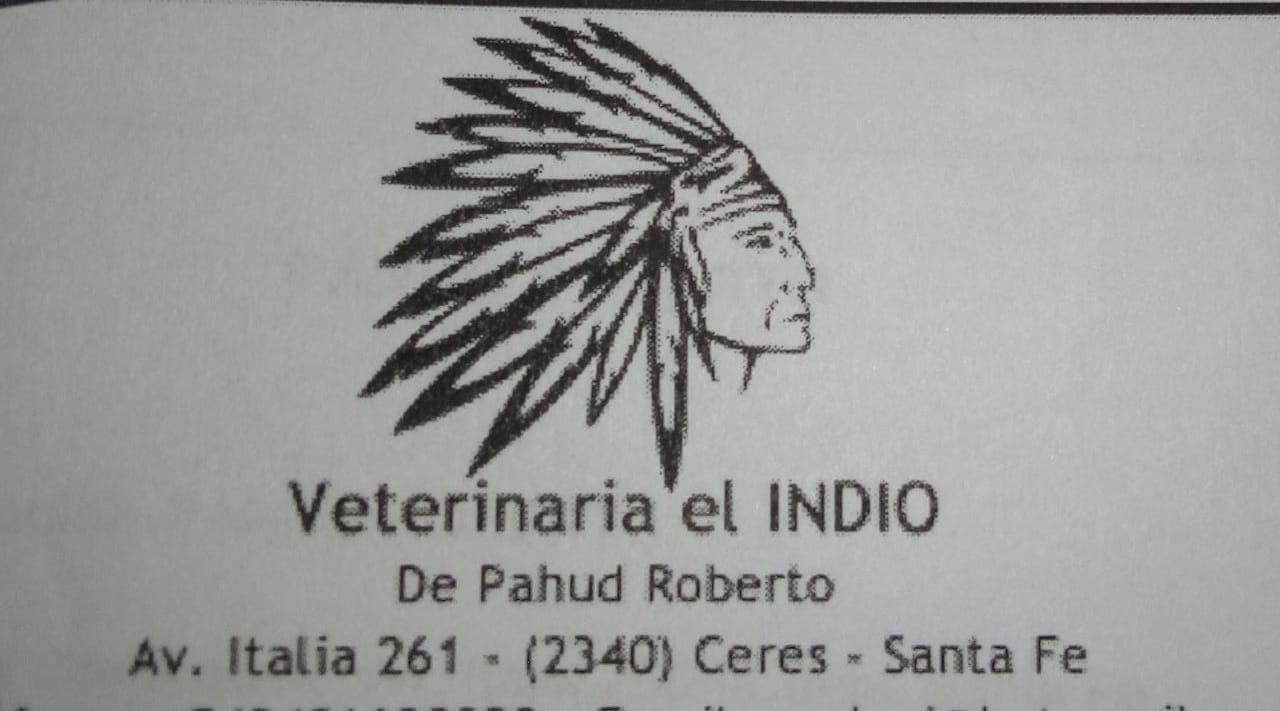 Veterinaria el INDIO
De Pahud Roberto
Av. Italia 261 - (2340) Ceres - Santa Fe